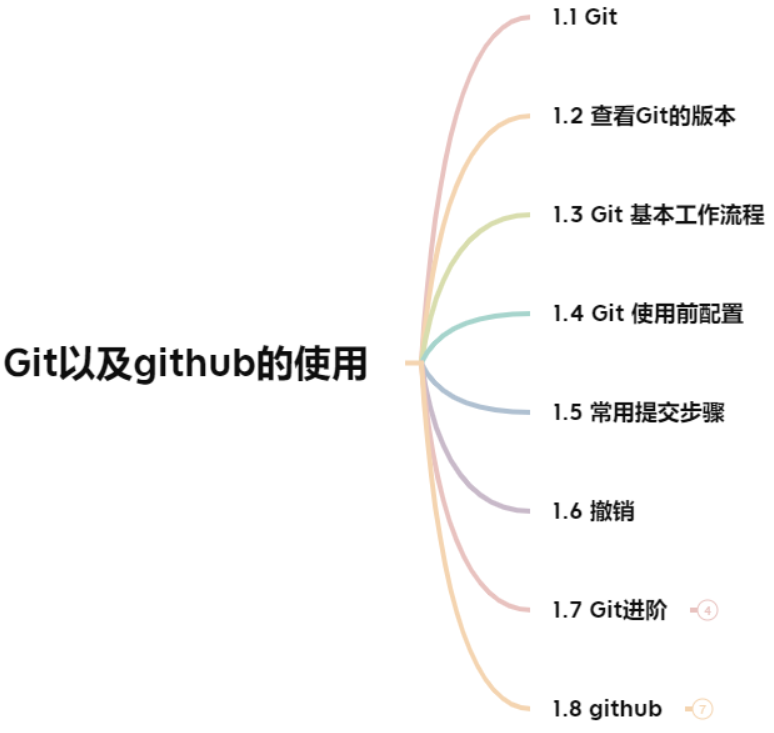 Git以及github的使用
1.1 Git
1.2 查看Git的版本
1.3 Git 基本工作流程
1.4 Git 使用前配置
1.5 常用提交步骤
1.6 撤销
1.7 Git进阶 4
1.8 github 7